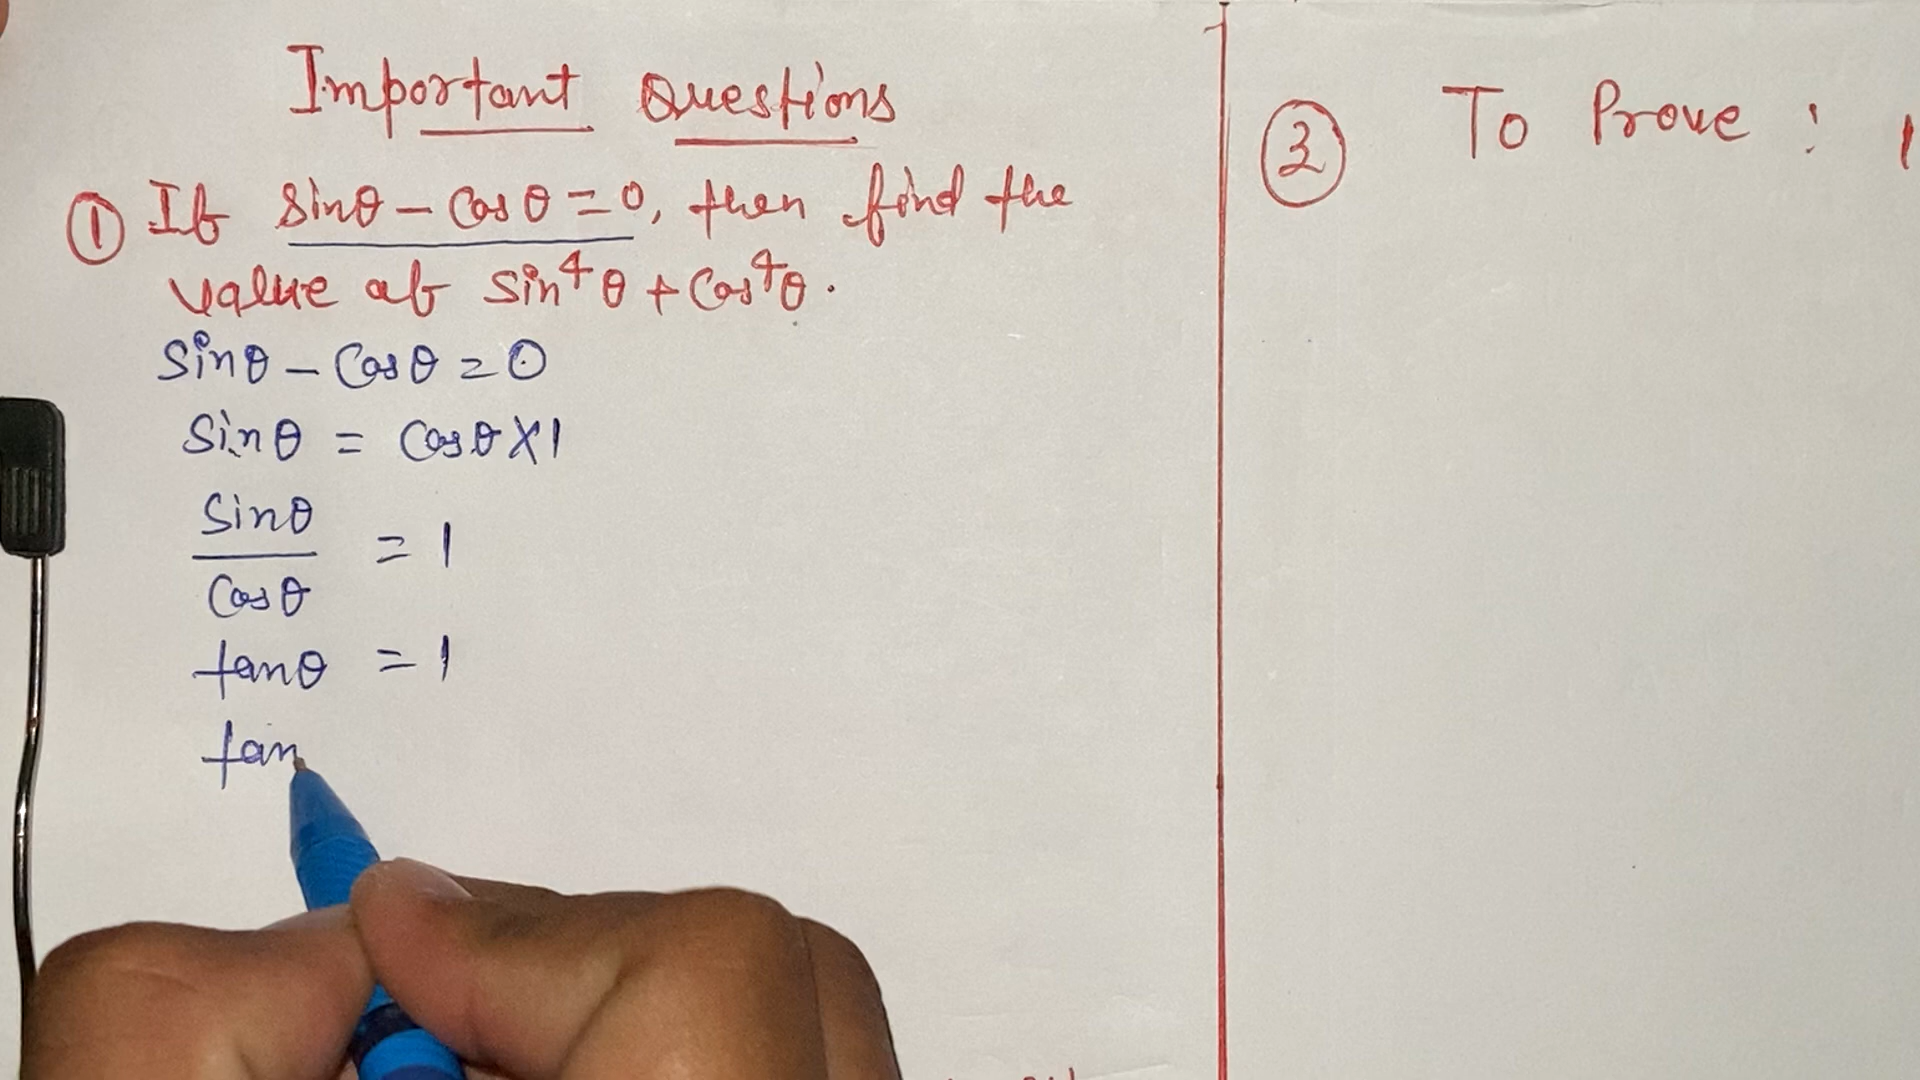 Important Questions
① If sinθ - cosθ = 0, then find the
value of sin⁴θ + cos⁴θ.
sinθ - cosθ = 0
sinθ = cosθ × 1
sinθ
cosθ
= 1
tanθ = 1
tan
③ To Prove :